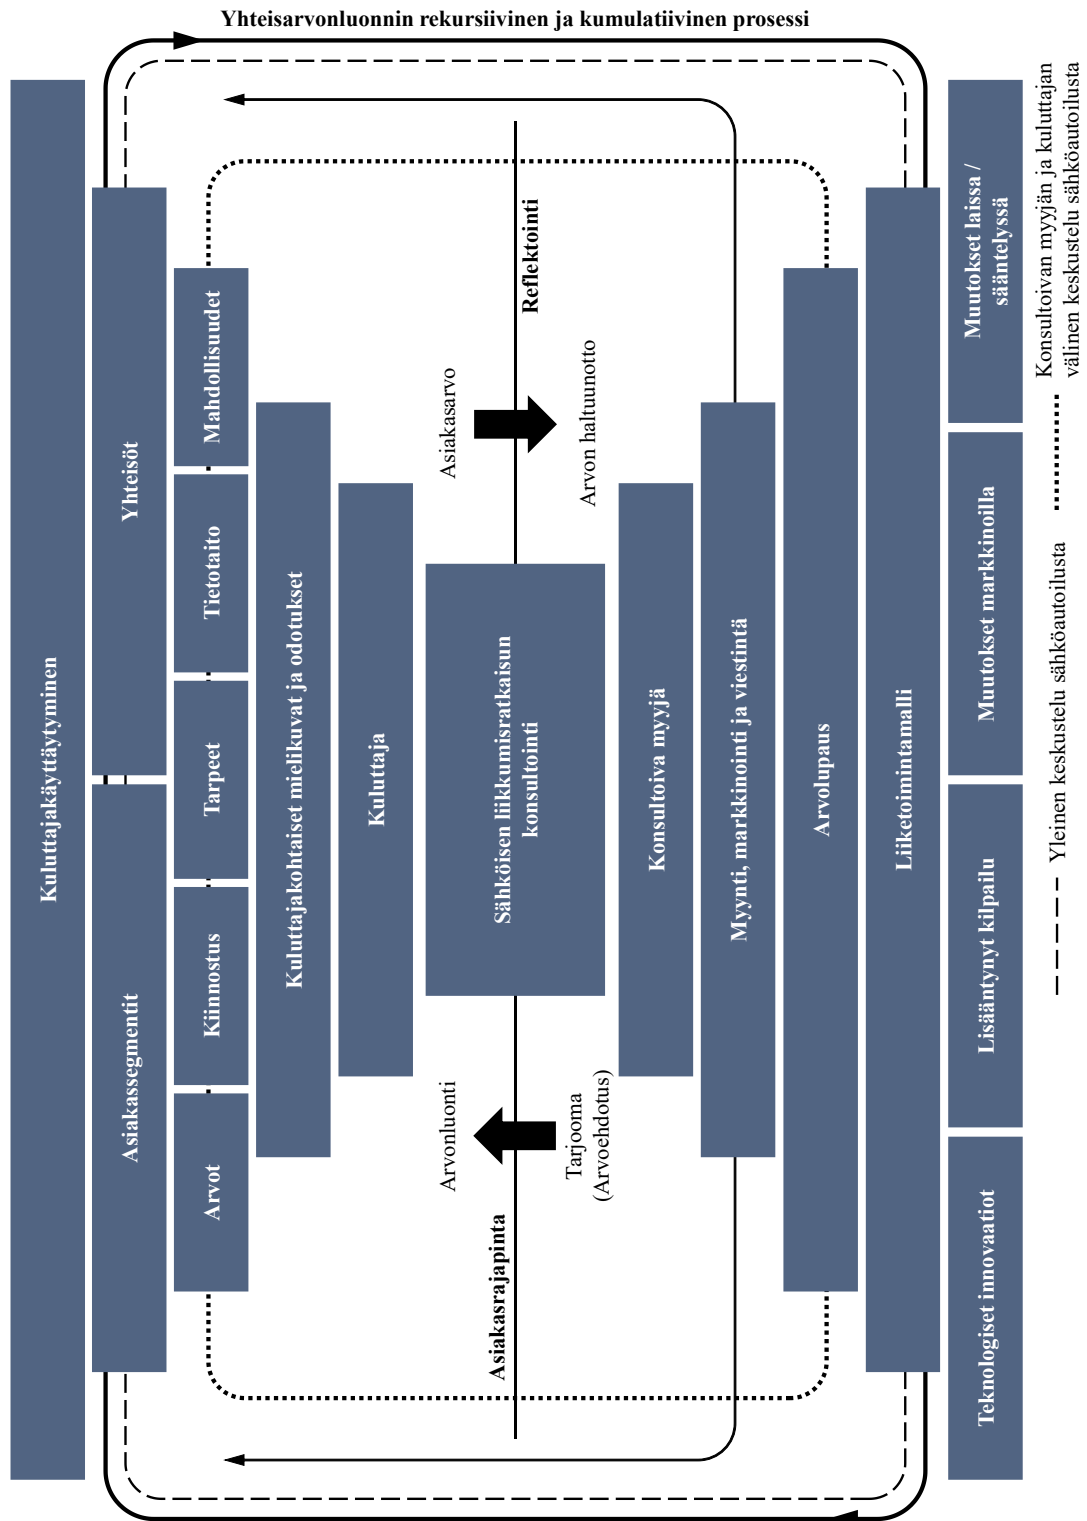 Yhteisarvonluonnin rekursiivinen ja kumulatiivinen prosessi
Kuluttajakäyttäytyminen
Asiakassegmentit
Yhteisöt
Arvot
Kiinnostus
Tarpeet
Tietotaito
Mahdollisuudet
Kuluttajakohtaiset mielikuvat ja odotukset
Kuluttaja
Arvonluonti
Asiakasarvo
Asiakasrajapinta
Sähköisen liikkumisratkaisun
konsultointi
Reflektointi
Tarjooma
(Arvoehdotus)
Arvon haltuunotto
Konsultoiva myyjä
Myynti, markkinointi ja viestintä
Arvolupaus
Liiketoimintamalli
Teknologiset innovaatiot
Lisääntynyt kilpailu
Muutokset markkinoilla
Muutokset laissa /
sääntelyssä
Yleinen keskustelu sähköautoilusta
Konsultoivan myyjän ja kuluttajan
välinen keskustelu sähköautoilusta